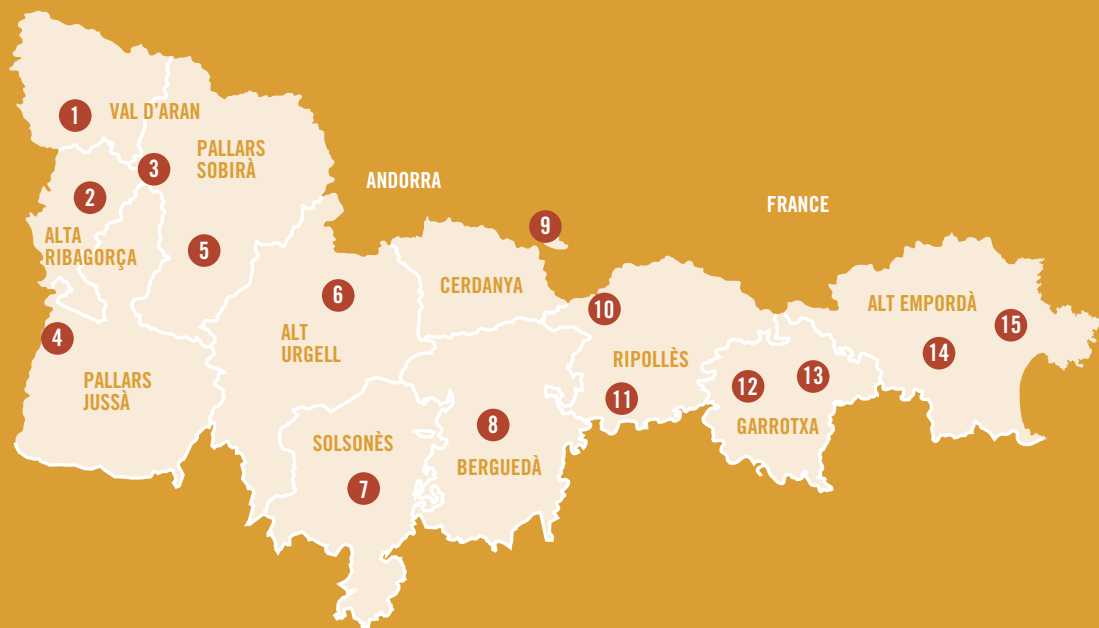 1
VAL D'ARAN
3
PALLARS
SOBIRÀ
2
ALTA
RIBAGORÇA
5
ANDORRA
FRANCE
9
6
CERDANYA
10
4
ALT
URGELL
PALLARS
JUSSÀ
ALT EMPORDÀ
15
14
RIPOLLÈS
11
12
13
GARROTXA
8
BERGUEDÀ
SOLSONÈS
7